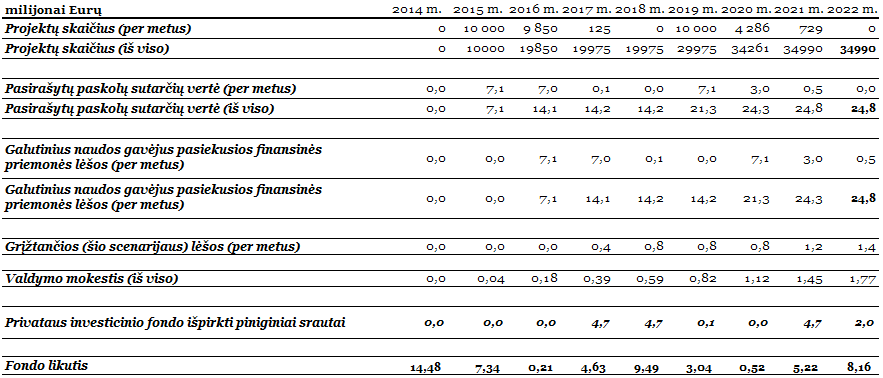 milijonai Eurų 2014 m. 2015 m. 2016 m. 2017 m. 2018 m. 2019 m. 2020 m. 2021 m. 2022 m.
Projektų skaičius (per metus) 0 10 000 9 850 125 0 10 000 4 286 729 0
Projektų skaičius (iš viso) 0 10000 19850 19975 19975 29975 34261 34990 34990
Pasirašytų paskolų sutarčių vertė (per metus) 0,0 7,1 7,0 0,1 0,0 7,1 3,0 0,5 0,0
Pasirašytų paskolų sutarčių vertė (iš viso) 0,0 7,1 14,1 14,2 14,2 21,3 24,3 24,8 24,8
Galutinius naudos gavėjus pasiekusios finansinės
priemonės lėšos (per metus) 0,0 0,0 7,1 7,0 0,1 0,0 7,1 3,0 0,5
Galutinius naudos gavėjus pasiekusios finansinės
priemonės lėšos (per metus) 0,0 0,0 7,1 14,1 14,2 14,2 21,3 24,3 24,8
Grįžtančios (šio scenarijaus) lėšos (per metus) 0,0 0,0 0,0 0,4 0,8 0,8 0,8 1,2 1,4
Valdymo mokestis (iš viso) 0,0 0,04 0,18 0,39 0,59 0,82 1,12 1,45 1,77
Privataus investicinio fondo išpirkti piniginiai srautai 0,0 0,0 0,0 4,7 4,7 0,1 0,0 4,7 2,0
Fondo likutis 14,48 7,34 0,21 4,63 9,49 3,04 0,52 5,22 8,16